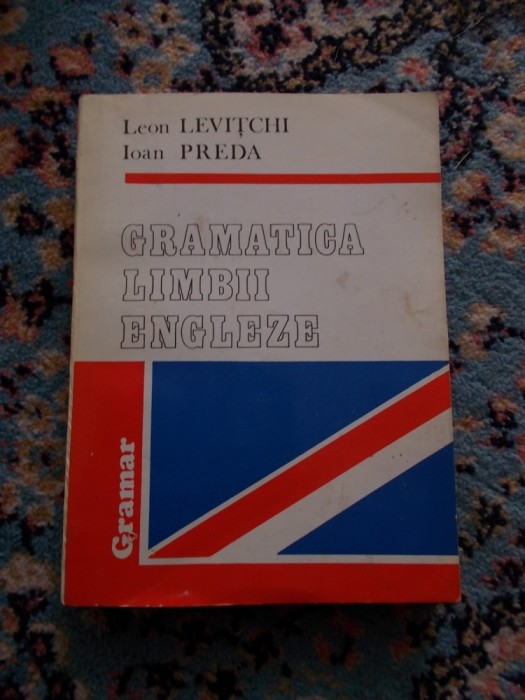 Leon LEVIȚCHI
Ioan PREDA
GRAMATICA
LIMBII
ENGLEZE
Gramar